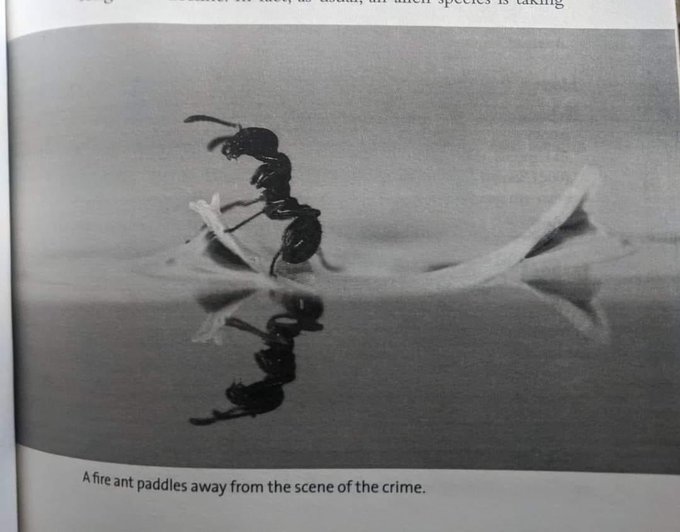 in fact, as usual, an alien species is taking
A fire ant paddles away from the scene of the crime.